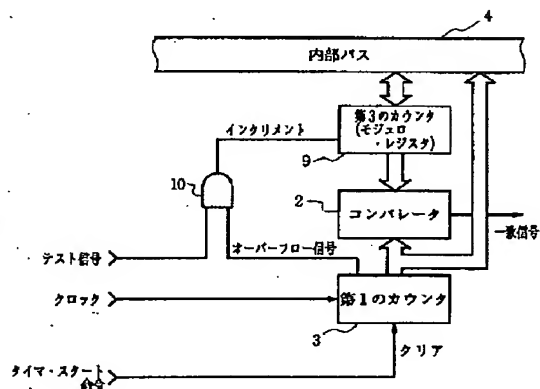 4
内部バス
インクリメント
第3のカウンタ
(モジュロ
・レジスタ)
9
10
2
コンパレータ
一致信号
テスト信号
オーバーフロー信号
クロック
第1のカウンタ
3
クリア
タイマ・スタート